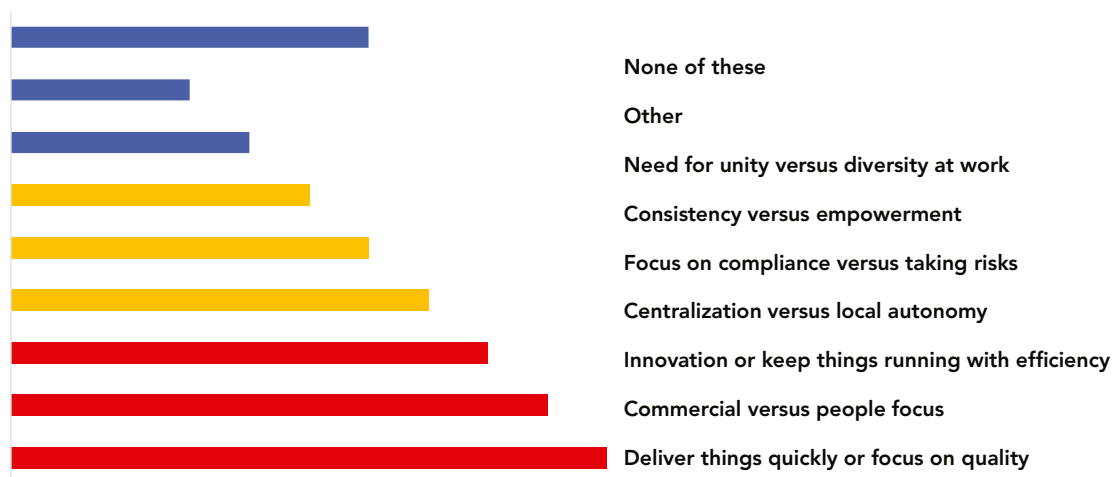 None of these
Other
Need for unity versus diversity at work
Consistency versus empowerment
Focus on compliance versus taking risks
Centralization versus local autonomy
Innovation or keep things running with efficiency
Commercial versus people focus
Deliver things quickly or focus on quality